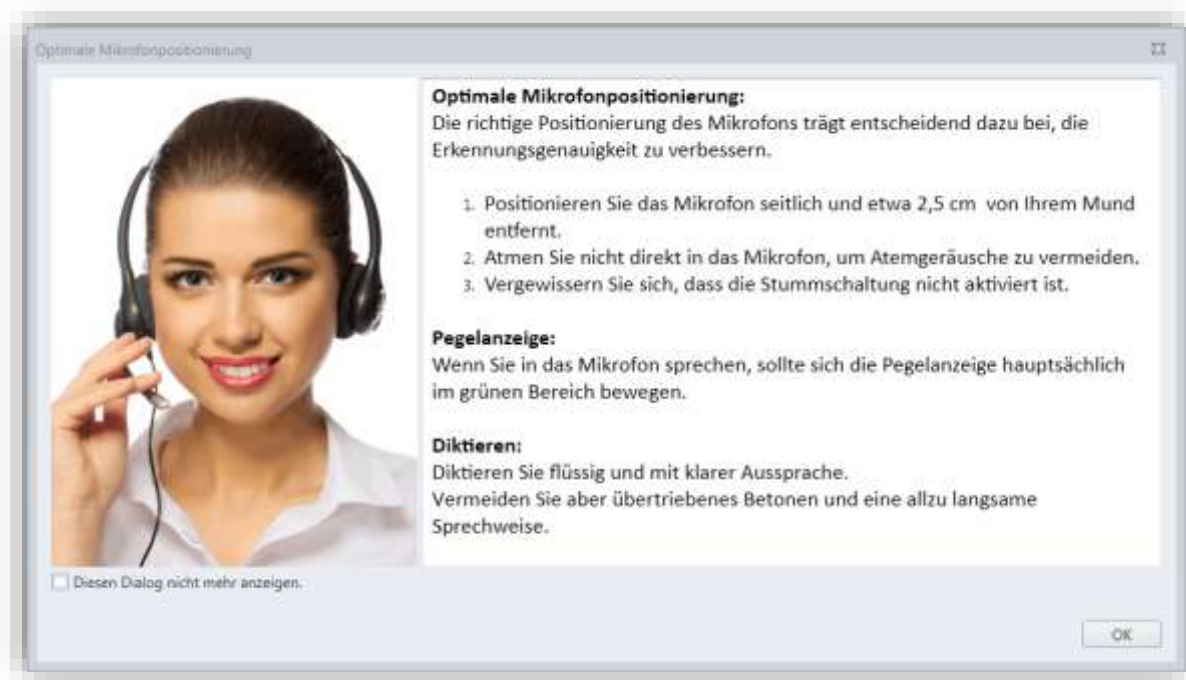 Optimale Mikrofonpositionierung
Optimale Mikrofonpositionierung:
Die richtige Positionierung des Mikrofons trägt entscheidend dazu bei, die
Erkennungsgenauigkeit zu verbessern.
1. Positionieren Sie das Mikrofon seitlich und etwa 2,5 cm  von Ihrem Mund
entfernt.
2. Atmen Sie nicht direkt in das Mikrofon, um Atemgeräusche zu vermeiden.
3. Vergewissern Sie sich, dass die Stummschaltung nicht aktiviert ist.
Pegelanzeige:
Wenn Sie in das Mikrofon sprechen, sollte sich die Pegelanzeige hauptsächlich
im grünen Bereich bewegen.
Diktieren:
Diktieren Sie flüssig und mit klarer Aussprache.
Vermeiden Sie aber übertriebenes Betonen und eine allzu langsame
Sprechweise.
Diesen Dialog nicht mehr anzeigen.
OK